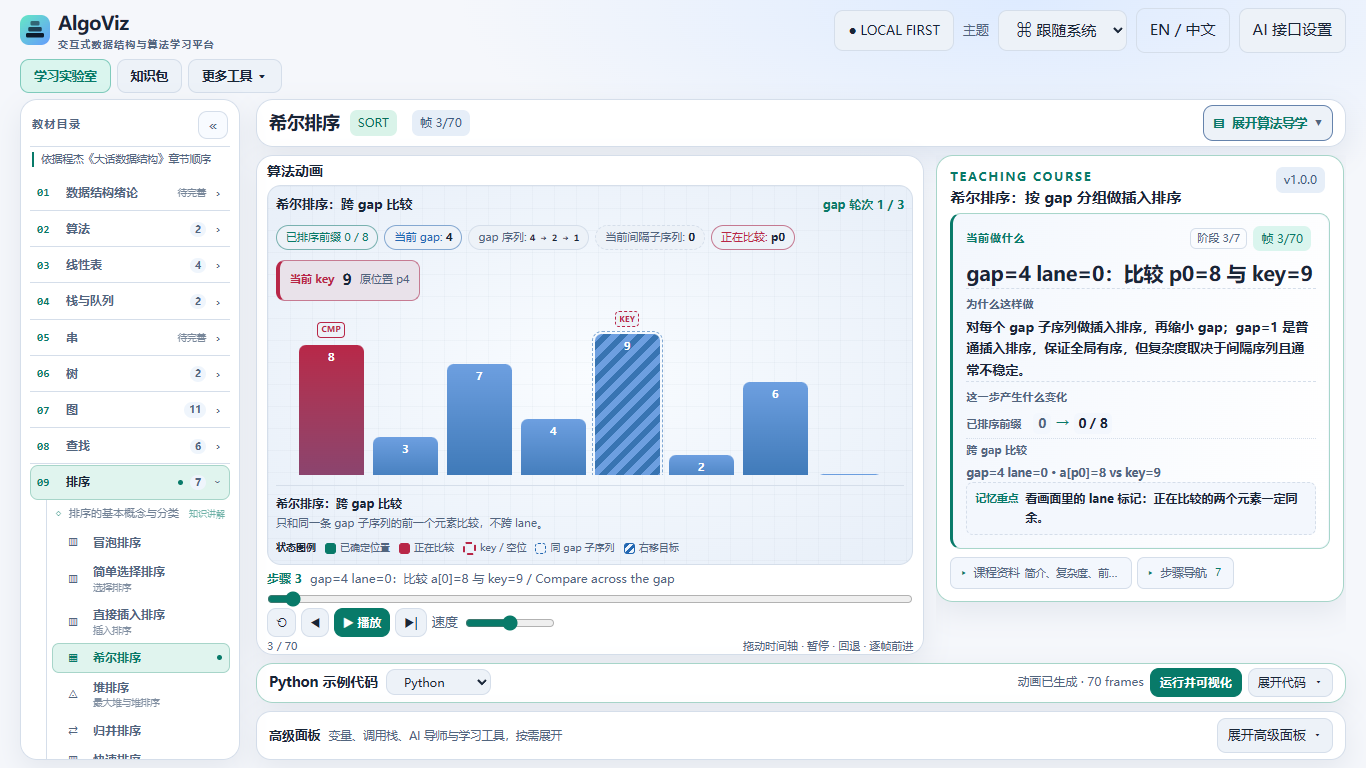 AlgoViz
交互式数据结构与算法学习平台
● LOCAL FIRST
主题
⌘ 跟随系统
EN / 中文
AI 接口设置
学习实验室
知识包
更多工具
教材目录
«
依据程杰《大话数据结构》章节顺序
01 数据结构绪论 待完善 ›
02 算法 2 ›
03 线性表 4 ›
04 栈与队列 2 ›
05 串 待完善 ›
06 树 2 ›
07 图 11 ›
08 查找 6 ›
09 排序 7
排序的基本概念与分类 知识讲解
冒泡排序
简单选择排序
选择排序
直接插入排序
插入排序
希尔排序
堆排序
最大堆与堆排序
归并排序
快速排序
希尔排序 SORT 帧 3/70
展开算法导学
算法动画
希尔排序：跨 gap 比较
gap 轮次 1 / 3
已排序前缀 0 / 8
当前 gap: 4
gap 序列: 4 → 2 → 1
当前间隔子序列: 0
正在比较: p0
当前 key 9 原位置 p4
CMP
KEY
8
3
7
4
9
2
6
希尔排序：跨 gap 比较
只和同一条 gap 子序列的前一个元素比较，不跨 lane。
状态图例 已确定位置 正在比较 key / 空位 同 gap 子序列 右移目标
步骤 3 gap=4 lane=0：比较 a[0]=8 与 key=9 / Compare across the gap
▶ 播放
速度
3 / 70
拖动时间轴 · 暂停 · 回退 · 逐帧前进
TEACHING COURSE
v1.0.0
希尔排序：按 gap 分组做插入排序
当前做什么
阶段 3/7
帧 3/70
gap=4 lane=0：比较 p0=8 与 key=9
为什么这样做
对每个 gap 子序列做插入排序，再缩小 gap；gap=1 是普
通插入排序，保证全局有序，但复杂度取决于间隔序列且通
常不稳定。
这一步产生什么变化
已排序前缀 0 → 0 / 8
跨 gap 比较
gap=4 lane=0 • a[p0]=8 vs key=9
记忆重点 看画面里的 lane 标记：正在比较的两个元素一定同
余。
课程资料 简介、复杂度、前...
步骤导航 7
Python 示例代码
Python
动画已生成 · 70 frames
运行并可视化
展开代码
高级面板 变量、调用栈、AI 导师与学习工具，按需展开
展开高级面板